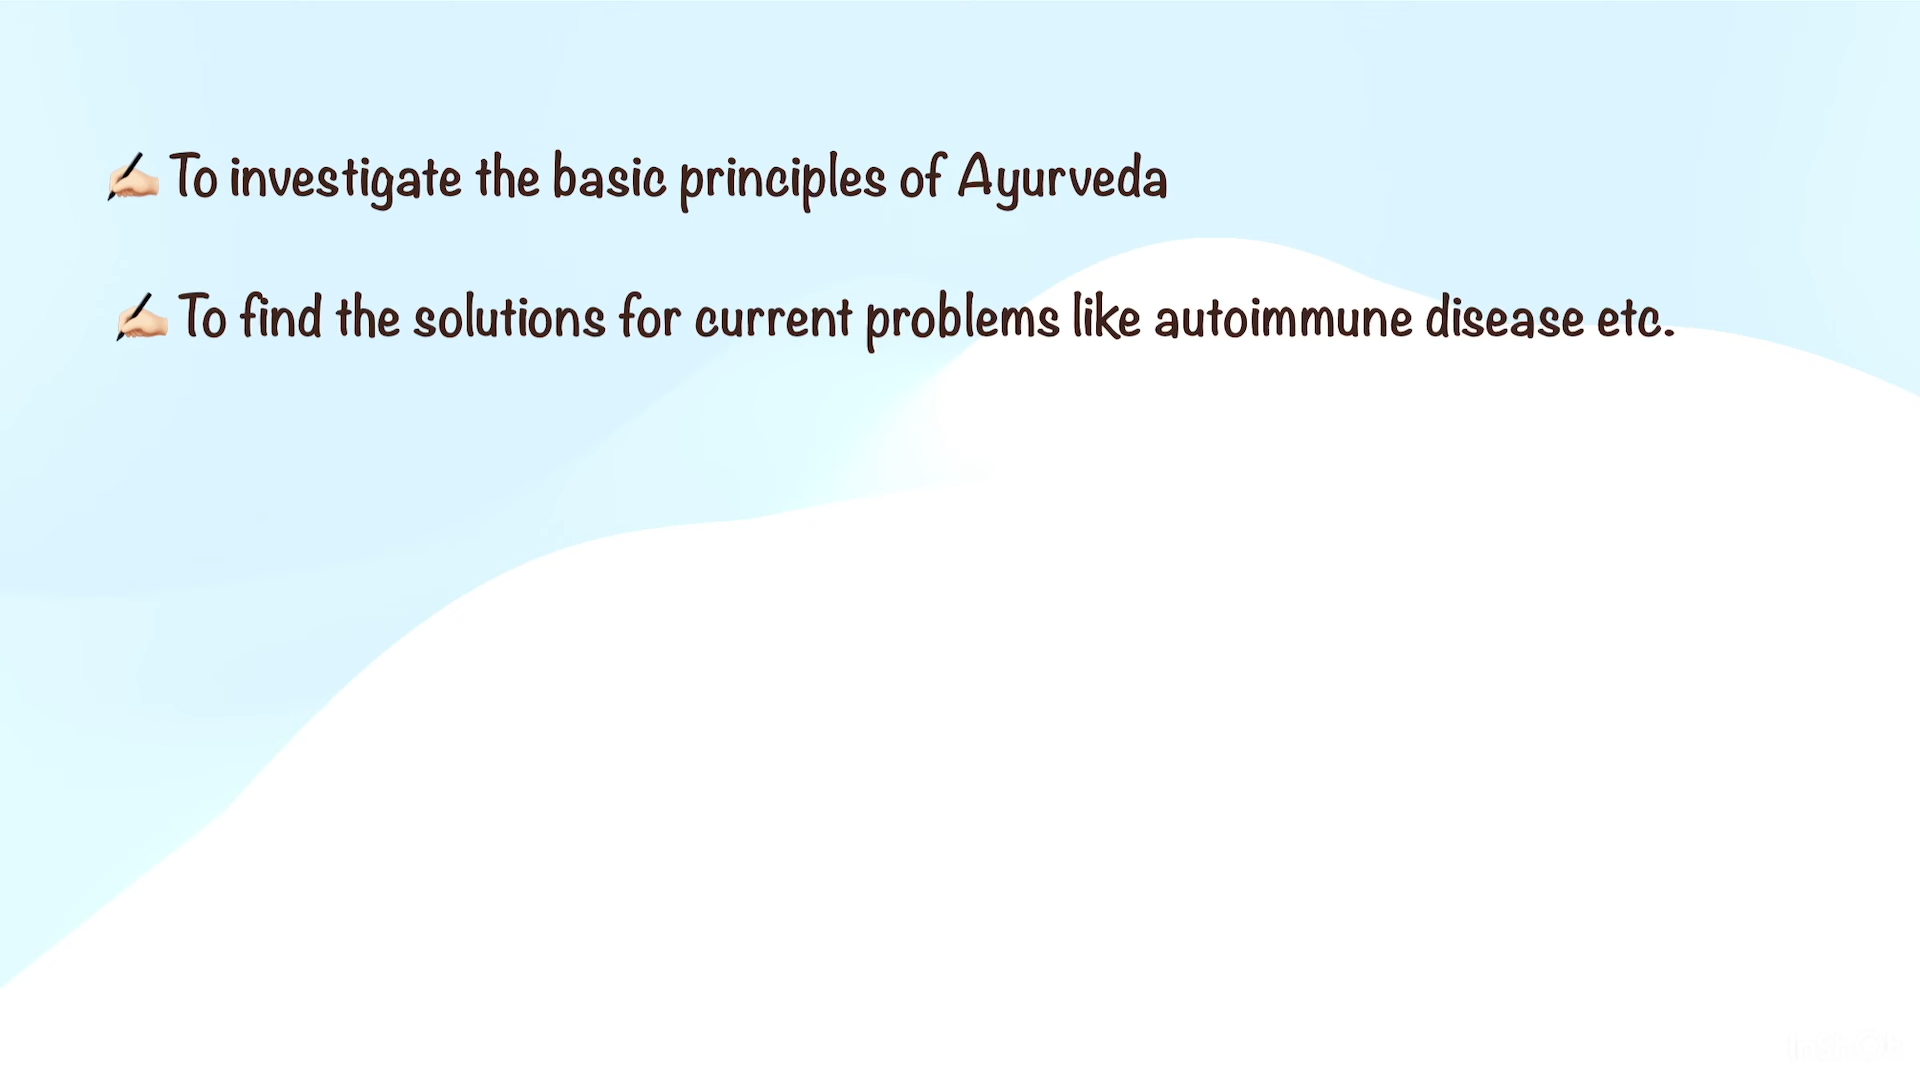 ✍🏻 To investigate the basic principles of Ayurveda
✍🏻 To find the solutions for current problems like autoimmune disease etc.